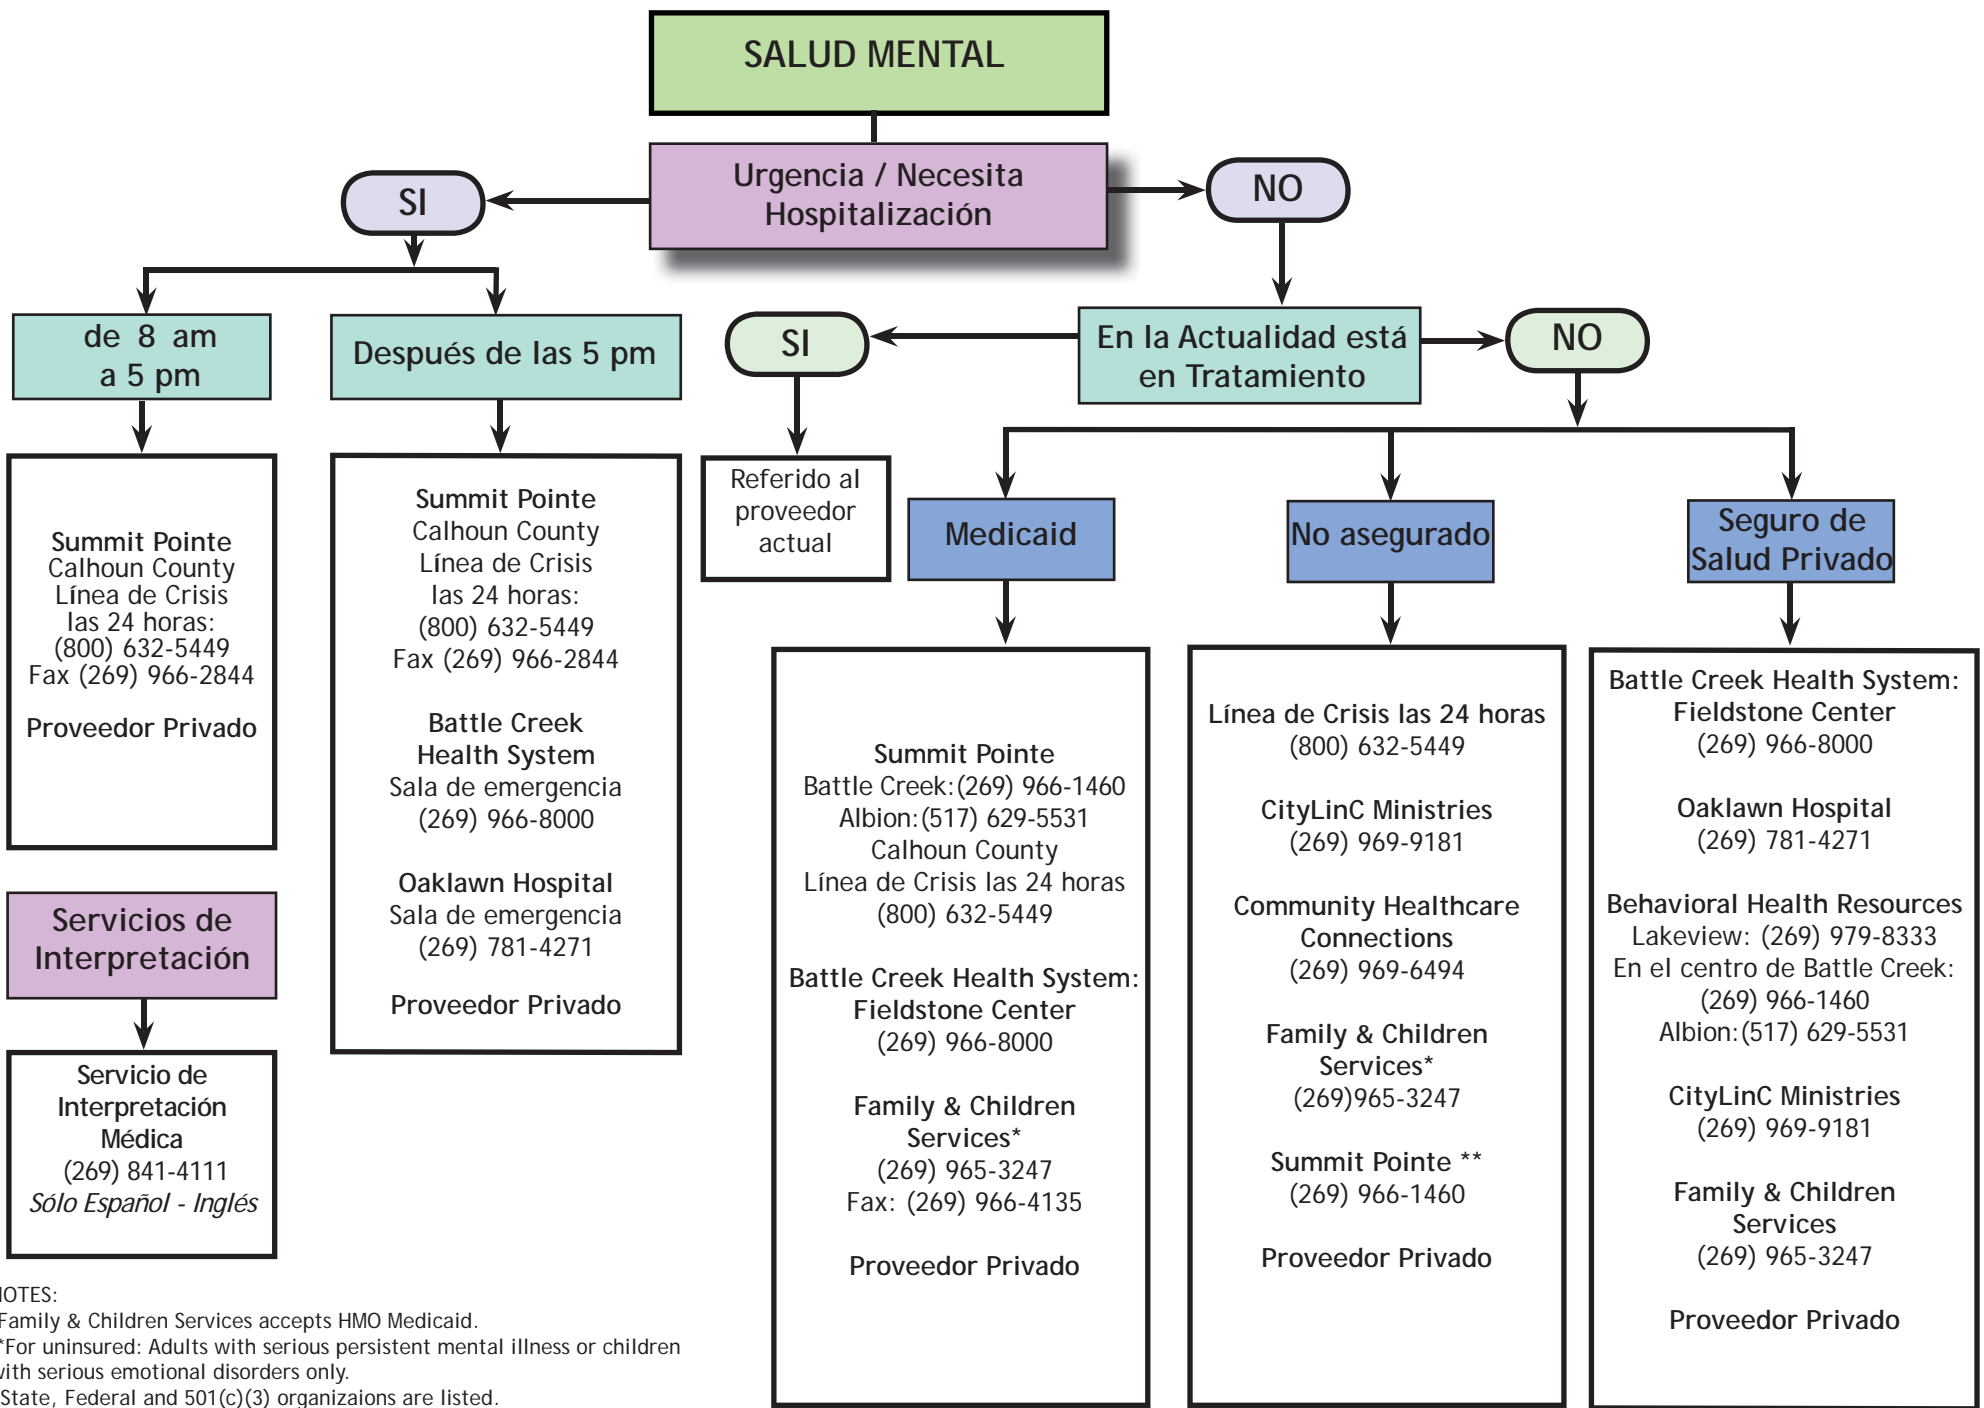 SALUD MENTAL
Urgencia / Necesita
Hospitalización
SI
NO
de 8 am
a 5 pm
Después de las 5 pm
SI
En la Actualidad está
en Tratamiento
NO
Summit Pointe
Calhoun County
Línea de Crisis
las 24 horas:
(800) 632-5449
Fax (269) 966-2844
Proveedor Privado
Summit Pointe
Calhoun County
Línea de Crisis
las 24 horas:
(800) 632-5449
Fax (269) 966-2844
Battle Creek
Health System
Sala de emergencia
(269) 966-8000
Oaklawn Hospital
Sala de emergencia
(269) 781-4271
Proveedor Privado
Referido al
proveedor
actual
Medicaid
No asegurado
Seguro de
Salud Privado
Summit Pointe
Battle Creek:(269) 966-1460
Albion:(517) 629-5531
Calhoun County
Línea de Crisis las 24 horas
(800) 632-5449
Battle Creek Health System:
Fieldstone Center
(269) 966-8000
Family & Children
Services*
(269) 965-3247
Fax: (269) 966-4135
Proveedor Privado
Línea de Crisis las 24 horas
(800) 632-5449
CityLinC Ministries
(269) 969-9181
Community Healthcare
Connections
(269) 969-6494
Family & Children
Services*
(269)965-3247
Summit Pointe **
(269) 966-1460
Proveedor Privado
Battle Creek Health System:
Fieldstone Center
(269) 966-8000
Oaklawn Hospital
(269) 781-4271
Behavioral Health Resources
Lakeview: (269) 979-8333
En el centro de Battle Creek:
(269) 966-1460
Albion:(517) 629-5531
CityLinC Ministries
(269) 969-9181
Family & Children
Services
(269) 965-3247
Proveedor Privado
Servicios de
Interpretación
Servicio de
Interpretación
Médica
(269) 841-4111
Sólo Español - Inglés
NOTES:
Family & Children Services accepts HMO Medicaid.
*For uninsured: Adults with serious persistent mental illness or children
with serious emotional disorders only.
State, Federal and 501(c)(3) organizaions are listed.